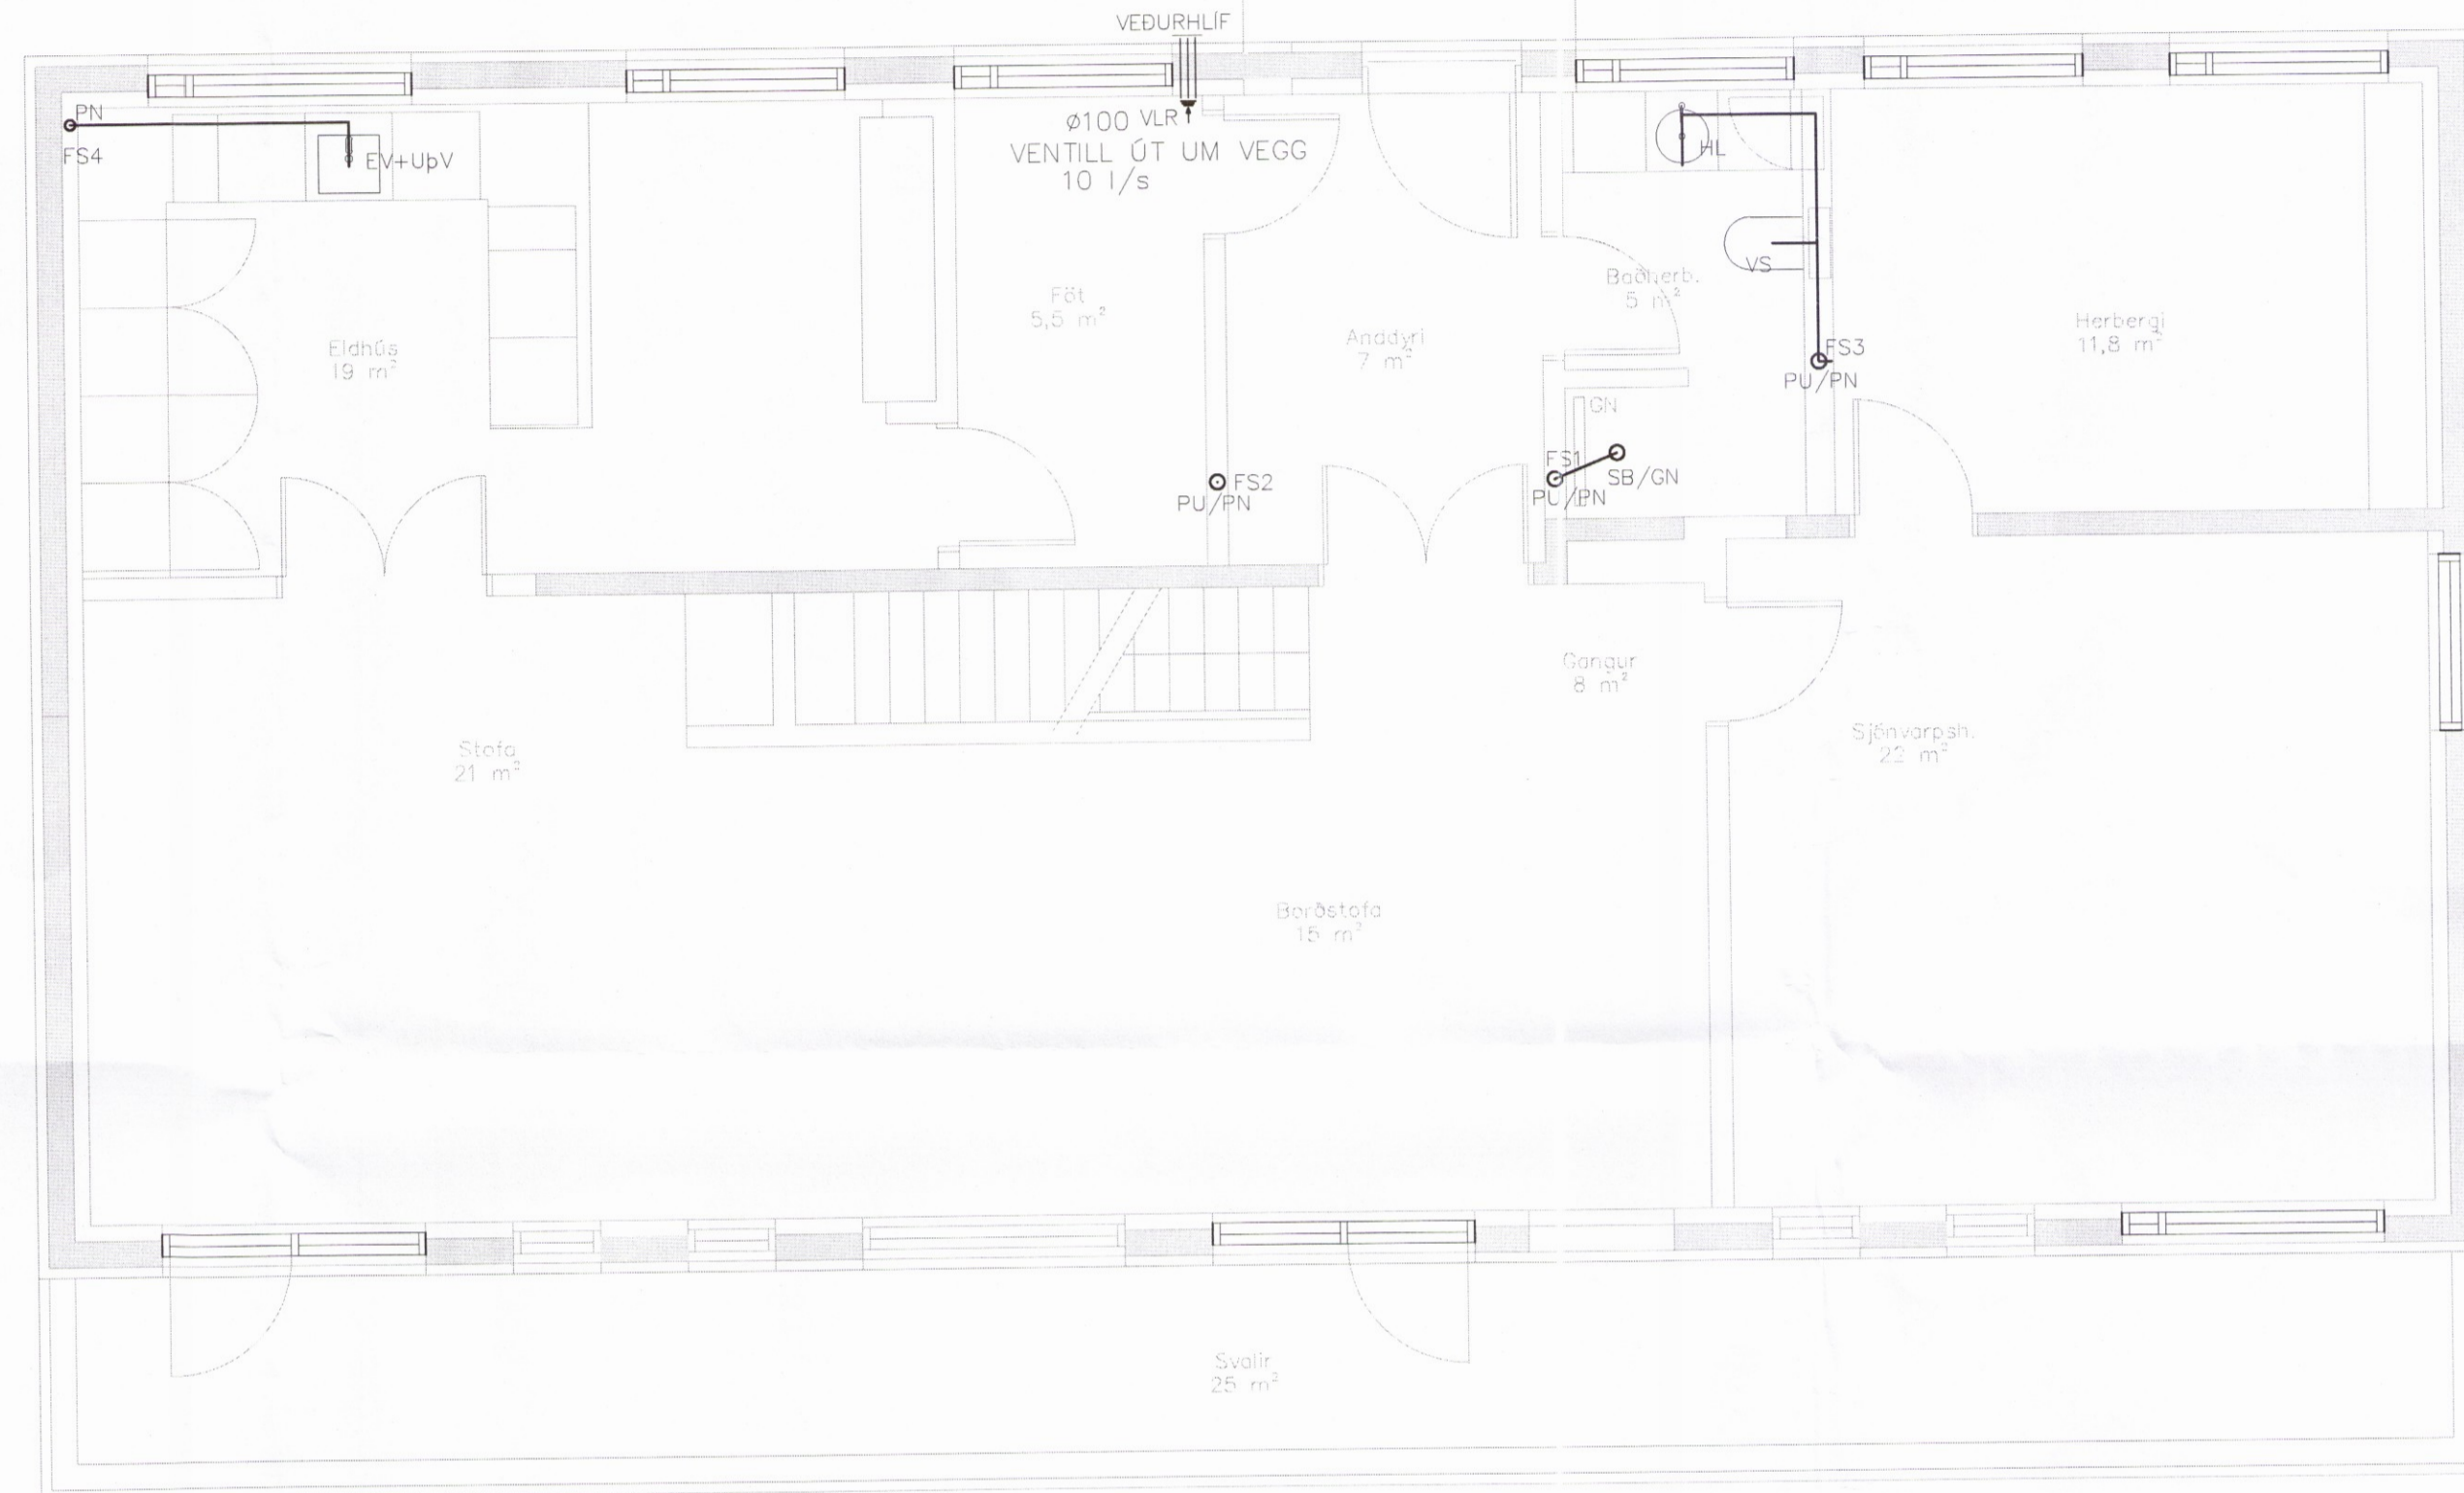 VEÐURHLÍF
PN
FS4
EV+UþV
Ø100 VLR
VENTILL ÚT UM VEGG
10 l/s
HL
VS
Baðherb.
5 m²
Föt
5,5 m²
Anddyri
7 m²
Herbergi
11,8 m²
Eldhús
19 m²
FS3
PU/PN
GN
FS1
SB/GN
PU/PN
FS2
PU/PN
Gangur
8 m²
Sjónvarpsh.
22 m²
Stofa
21 m²
Borðstofa
15 m²
Svalir
25 m²